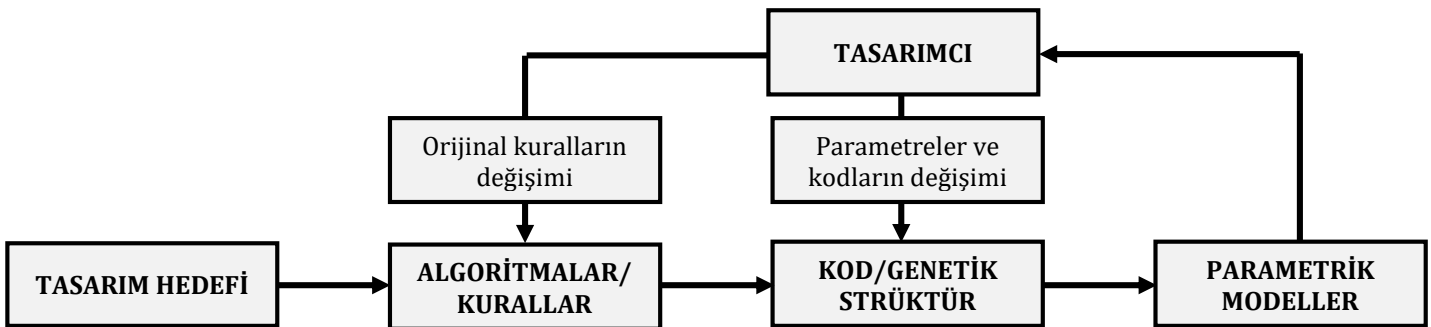 TASARIMCI
Orijinal kuralların
değişimi
Parametreler ve
kodların değişimi
TASARIM HEDEFİ
ALGORİTMALAR/
KURALLAR
KOD/GENETİK
STRÜKTÜR
PARAMETRİK
MODELLER